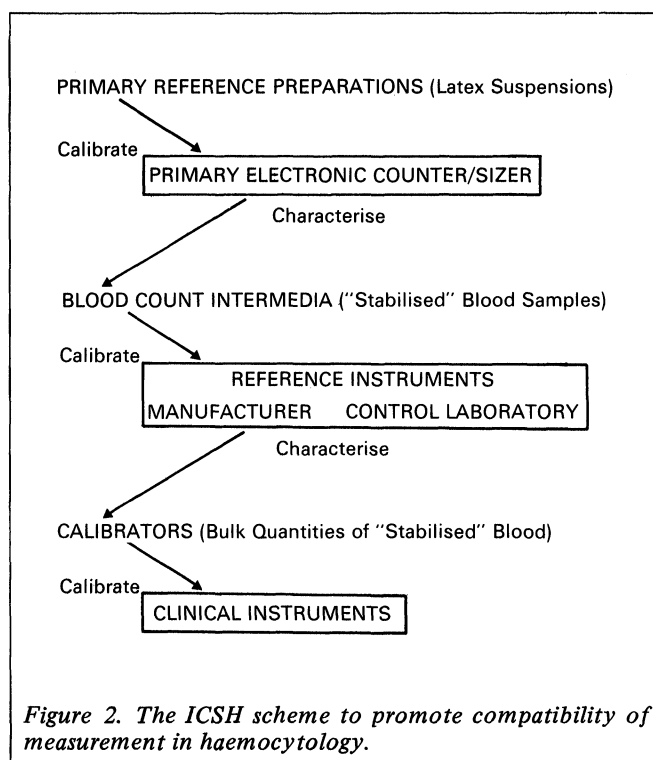 PRIMARY REFERENCE PREPARATIONS (Latex Suspensions)
Calibrate
PRIMARY ELECTRONIC COUNTER/SIZER
Characterise
BLOOD COUNT INTERMEDIA ("Stabilised" Blood Samples)
Calibrate
REFERENCE INSTRUMENTS
MANUFACTURER CONTROL LABORATORY
Characterise
CALIBRATORS (Bulk Quantities of "Stabilised" Blood)
Calibrate
CLINICAL INSTRUMENTS
Figure 2. The ICSH scheme to promote compatibility of
measurement in haemocytology.